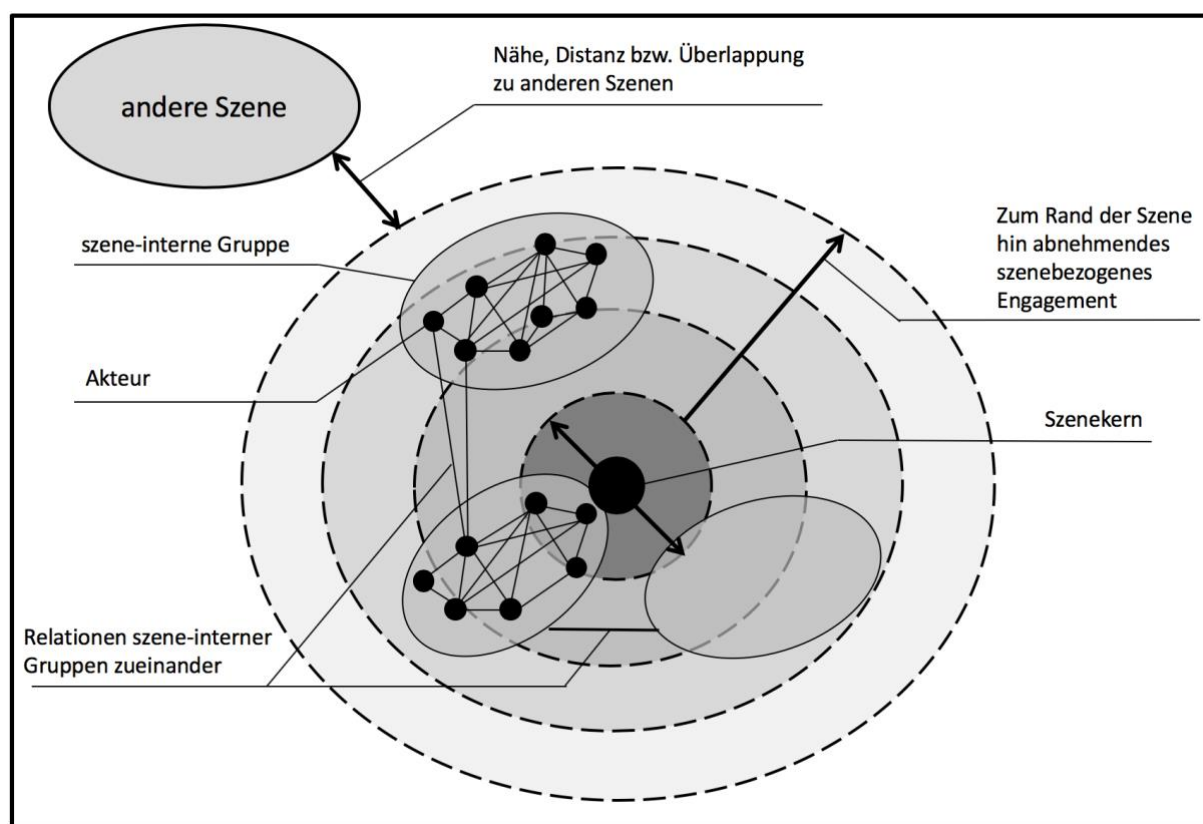 andere Szene
Nähe, Distanz bzw. Überlappung
zu anderen Szenen
szene-interne Gruppe
Zum Rand der Szene
hin abnehmendes
szenebezogenes
Engagement
Akteur
Szenekern
Relationen szene-interner
Gruppen zueinander